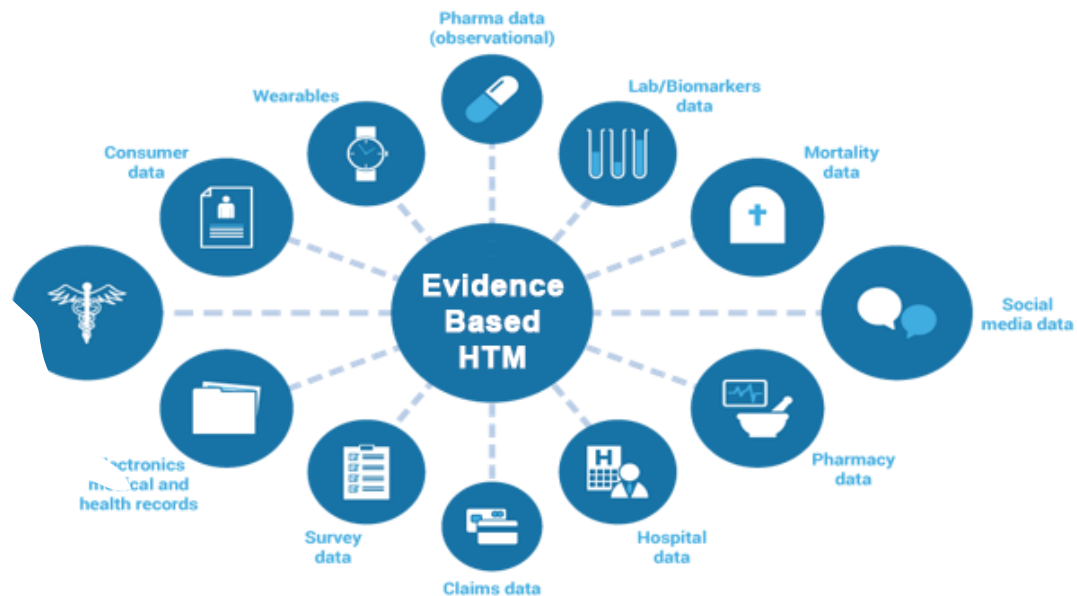 Pharma data
(observational)
Wearables
Lab/Biomarkers
data
Consumer
data
Mortality
data
Evidence
Based
HTM
Social
media data
and
health records
Pharmacy
data
Survey
data
H
Hospital
data
Claims data